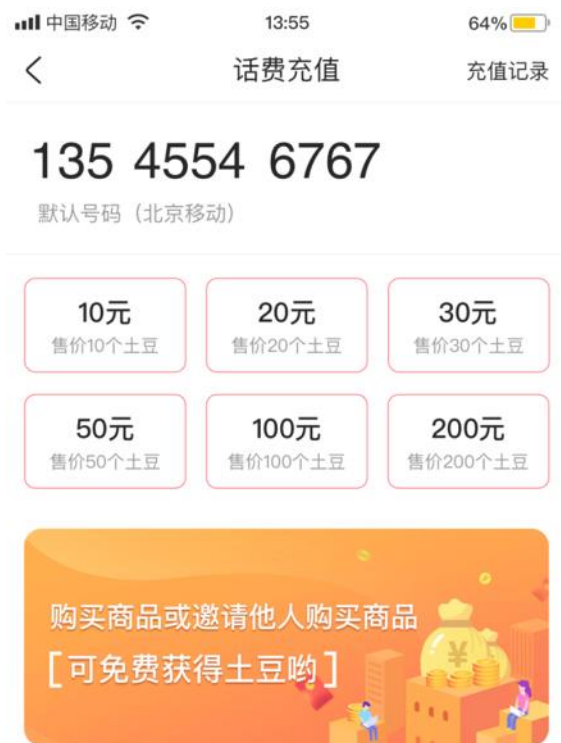 中国移动 13:55 64%
话费充值 充值记录
135 4554 6767
默认号码（北京移动）
10元 20元 30元
售价10个土豆 售价20个土豆 售价30个土豆
50元 100元 200元
售价50个土豆 售价100个土豆 售价200个土豆
购买商品或邀请他人购买商品
[可免费获得土豆哟]
¥